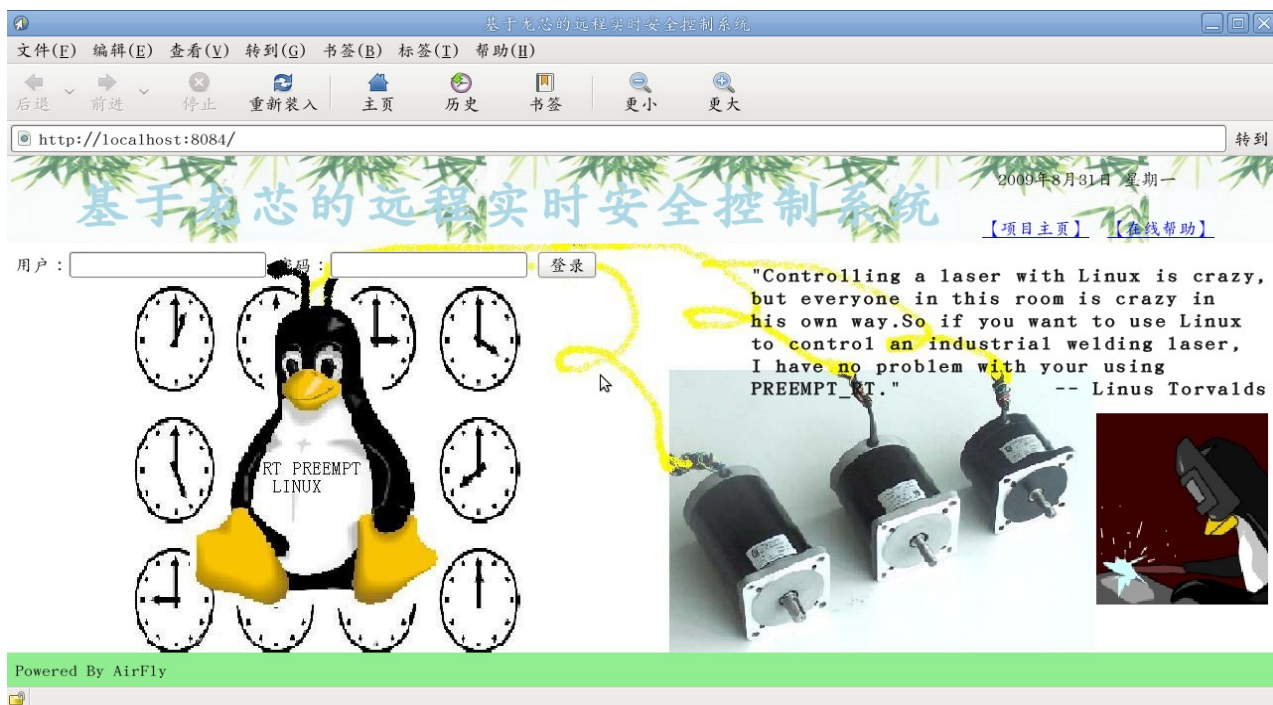 基于龙芯的远程实时安全控制系统
文件(F) 编辑(E) 查看(V) 转到(G) 书签(B) 标签(T) 帮助(H)
后退 前进 停止 重新装入 主页 历史 书签 更小 更大
http://localhost:8084/ 转到
基于龙芯的远程实时安全控制系统
2009年8月31日 星期一
【项目主页】 【在线帮助】
用户: 密码: 登录
"Controlling a laser with Linux is crazy,
but everyone in this room is crazy in
his own way.So if you want to use Linux
to control an industrial welding laser,
I have no problem with your using
PREEMPT_RT." -- Linus Torvalds
RT PREEMPT
LINUX
Powered By AirFly